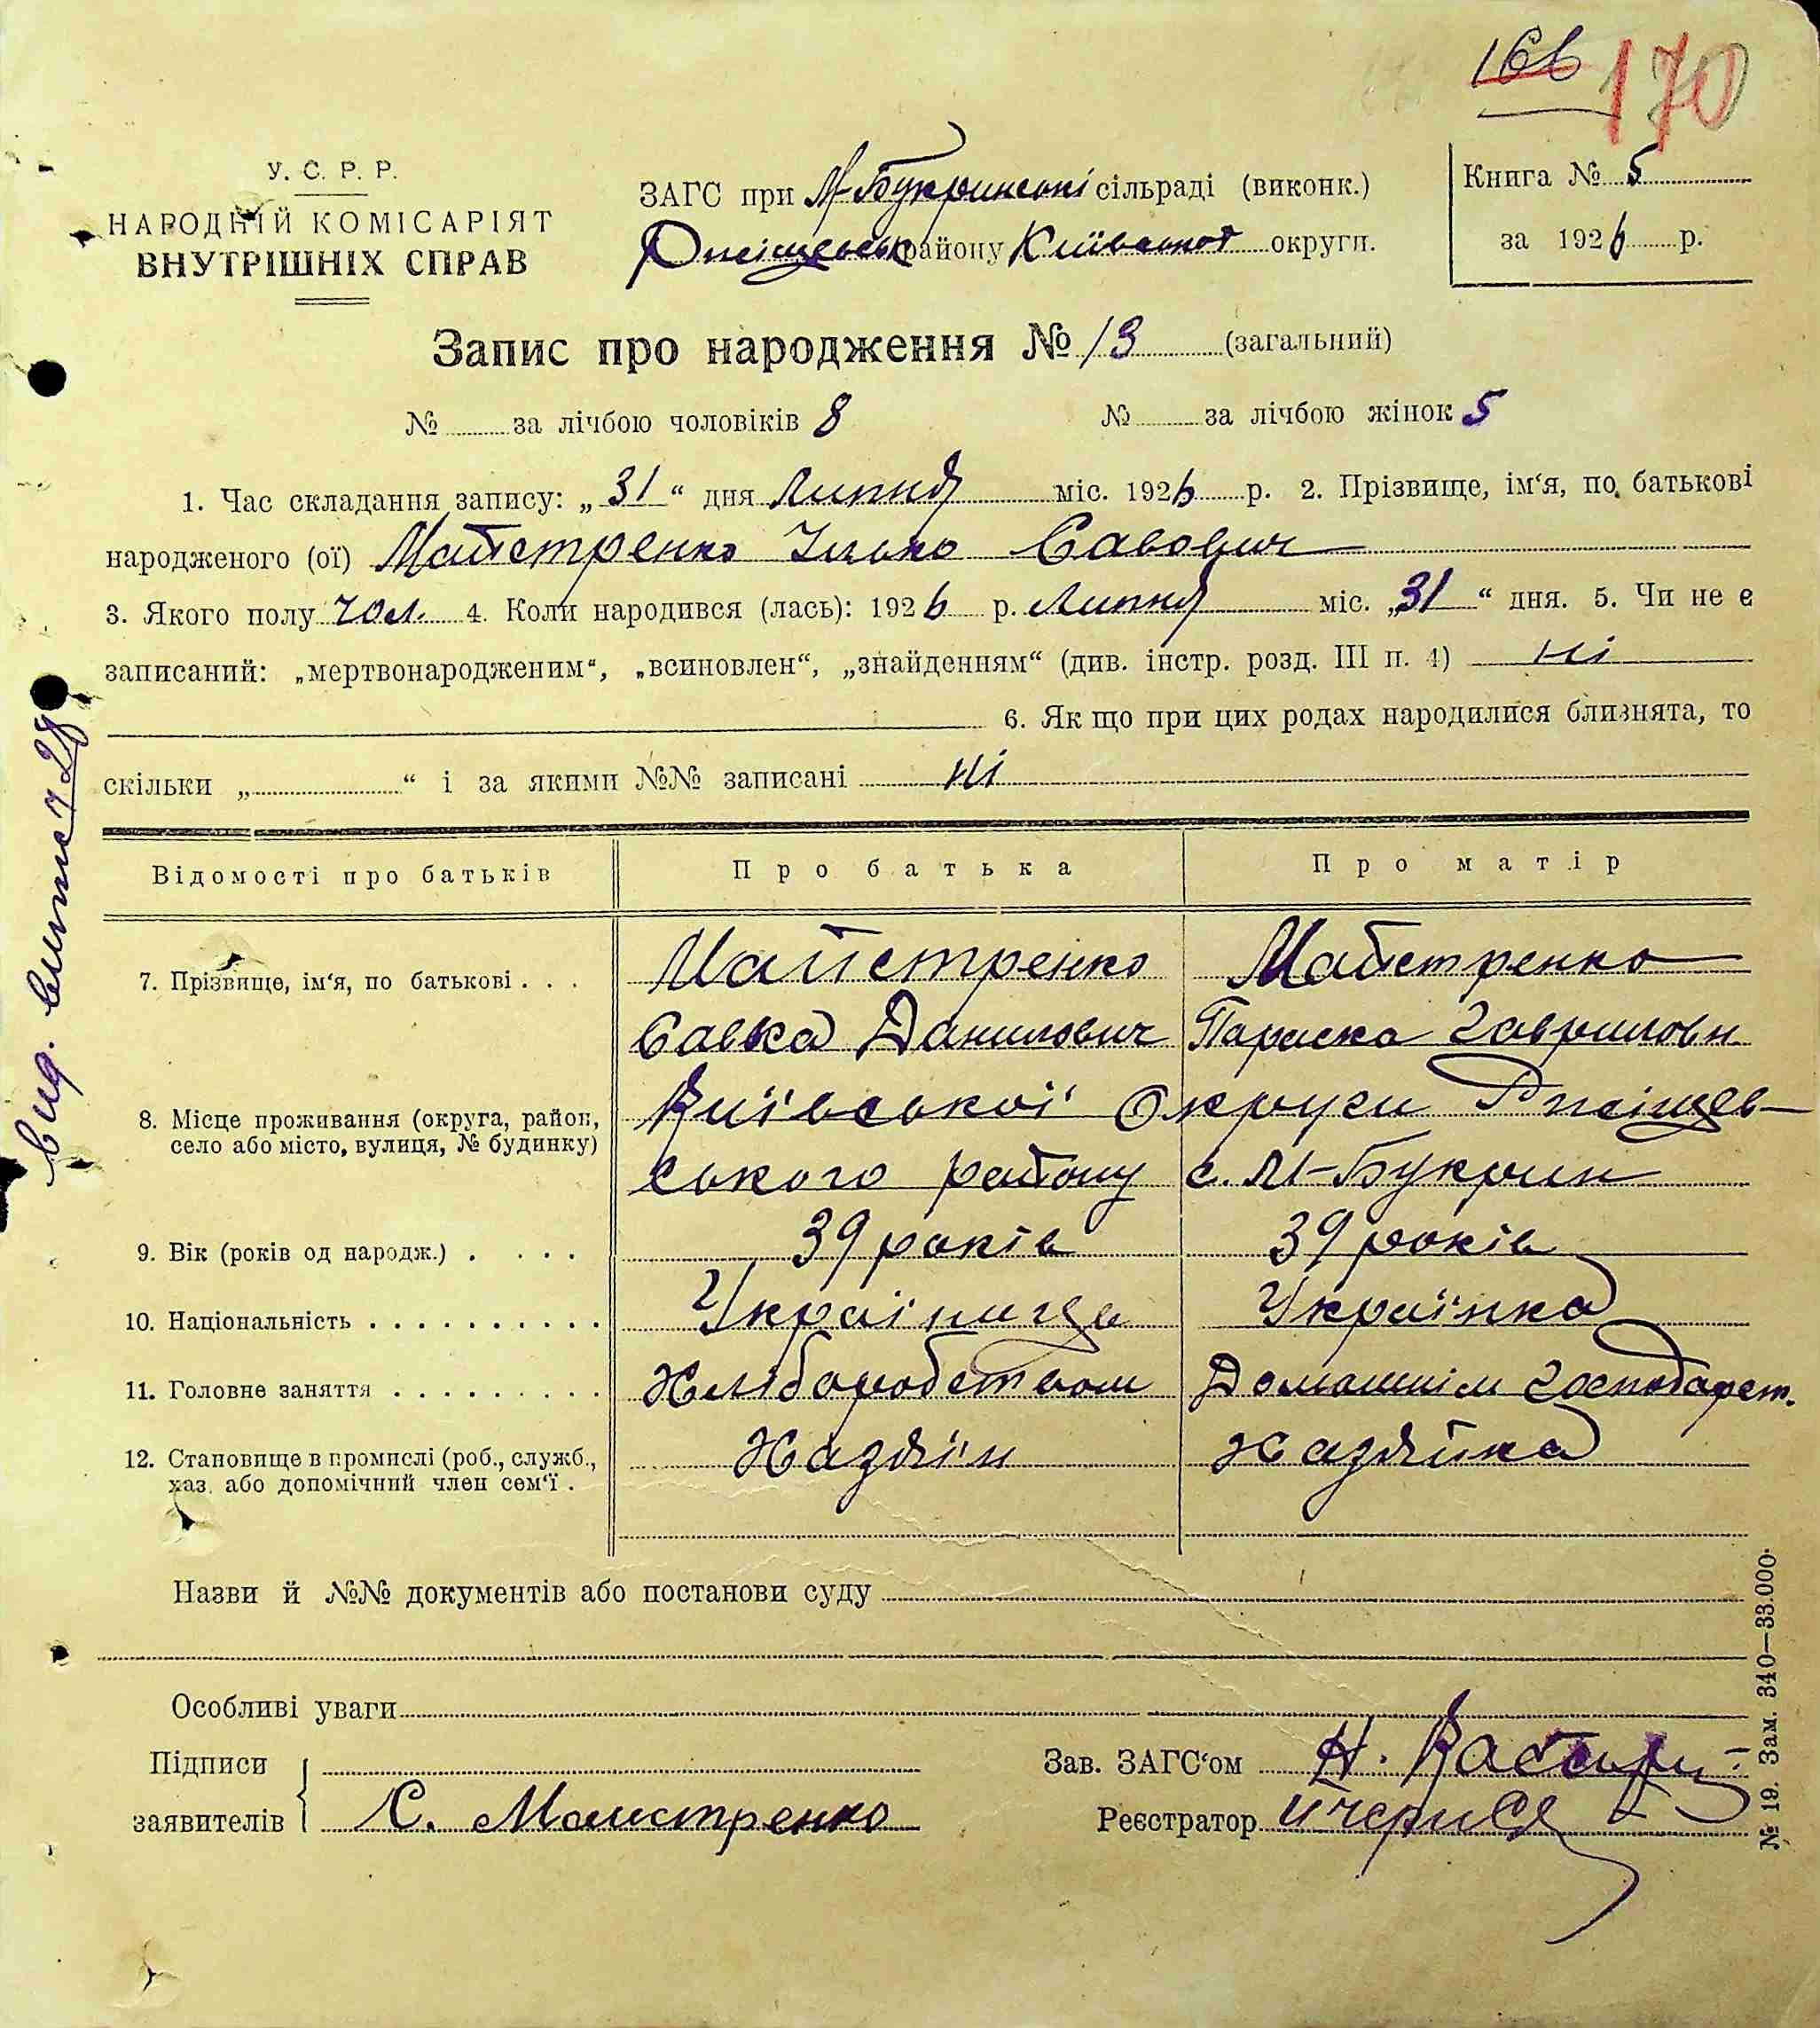 166 170
У. С. Р. Р.
НАРОДНІЙ КОМІСАРІЯТ
ВНУТРІШНІХ СПРАВ
ЗАГС при М-Букринські сільраді (виконк.)
Ржіщевськ району Київської округи.
Книга № 5
за 1926 р.
Запис про народження № 13 (загальний)
№ за лічбою чоловіків 8 № за лічбою жінок 5
1. Час складання запису: „31“ дня Липня міс. 1926 р. 2. Прізвище, ім‘я, по батькові
народженого (ої) Майстренко Ілько Савович
3. Якого полу чол. 4. Коли народився (лась): 1926 р. Липня міс. „31“ дня. 5. Чи не є
записаний: „мертвонародженим“, „всиновлен“, „знайденням“ (див. інстр. розд. III п. 4) ні
6. Як що при цих родах народилися близнята, то
скільки „ “ і за якими №№ записані ні
Відомості про батьків Про батька Про матір
7. Прізвище, ім‘я, по батькові . . . Майстренко Майстренко
Савка Данилович Параска Гавриловн
8. Місце проживання (округа, район, Київської Округи Ржіщев-
село або місто, вулиця, № будинку) ського району с. М-Букрин
9. Вік (років од народж.) . . . . 39 років 39 років
10. Національність . . . . . . . . . . Українець Українка
11. Головне заняття . . . . . . . . . Хліборобством Домашнім господарст.
12. Становище в промислі (роб., служб., Хазяїн Хазяйка
хаз. або допомічний член сем‘ї .
Назви й №№ документів або постанови суду
Особливі уваги
Підписи
заявителів С. Маистренко
Зав. ЗАГС‘ом Н.
Реєстратор
№ 19. Зам. 340—33.000.
Вид.